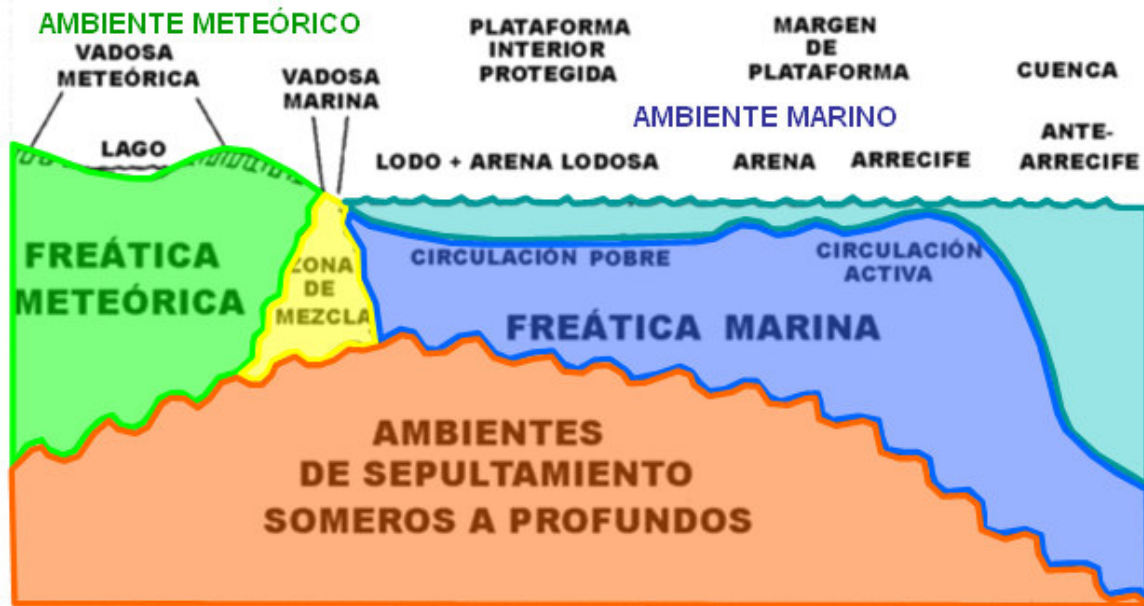 AMBIENTE METEÓRICO
VADOSA
METEÓRICA
VADOSA
MARINA
PLATAFORMA
INTERIOR
PROTEGIDA
MARGEN
DE
PLATAFORMA
CUENCA
AMBIENTE MARINO
LAGO
LODO + ARENA LODOSA
ARENA
ARRECIFE
ANTE-
ARRECIFE
FREÁTICA
METEÓRICA
ZONA
DE
MEZCLA
CIRCULACIÓN POBRE
CIRCULACIÓN
ACTIVA
FREÁTICA MARINA
AMBIENTES
DE SEPULTAMIENTO
SOMEROS A PROFUNDOS